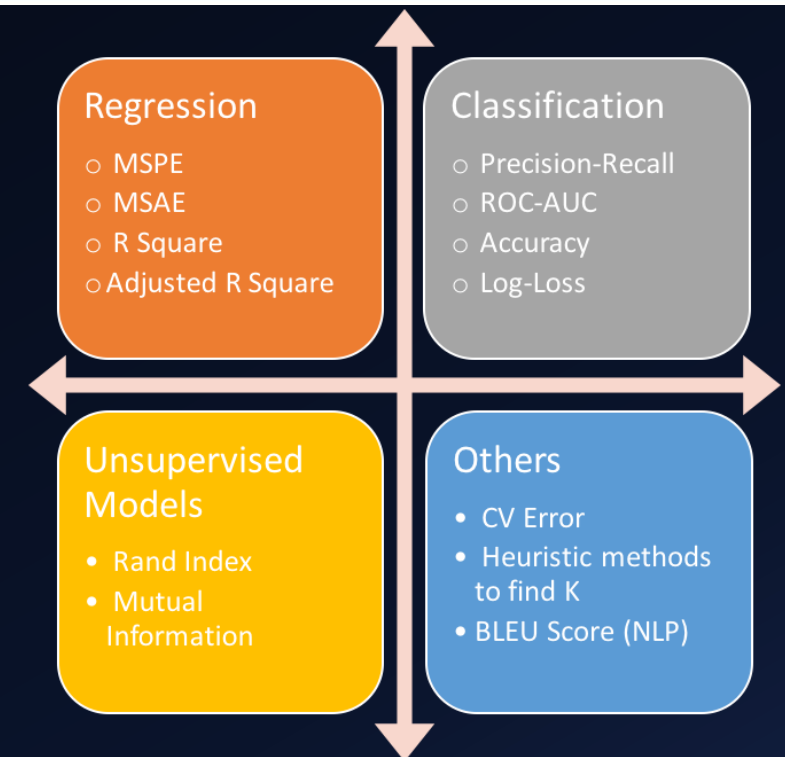 Regression
○ MSPE
○ MSAE
○ R Square
○ Adjusted R Square
Classification
○ Precision-Recall
○ ROC-AUC
○ Accuracy
○ Log-Loss
Unsupervised
Models
• Rand Index
• Mutual
Information
Others
• CV Error
• Heuristic methods
to find K
• BLEU Score (NLP)